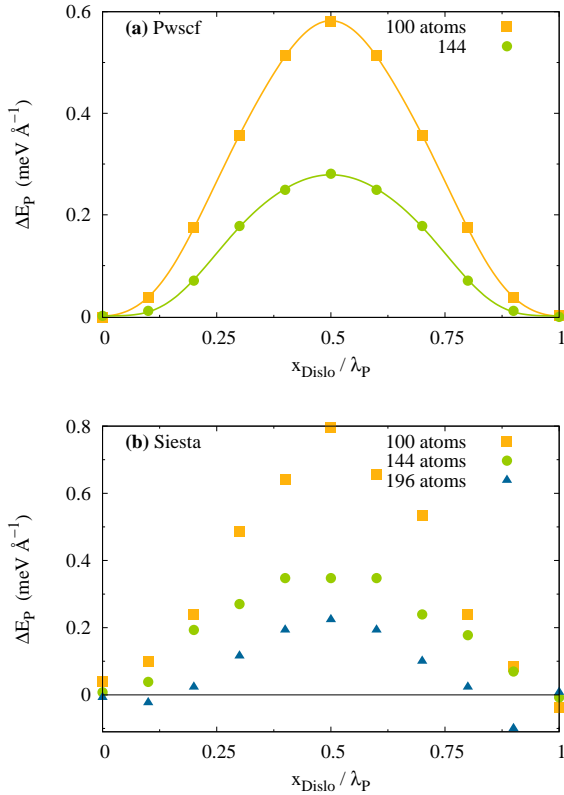 (a) Pwscf
100 atoms
144
0.6
0.4
0.2
0
ΔE_P (meV Å⁻¹)
0 0.25 0.5 0.75 1
x_Dislo / λ_P
(b) Siesta
100 atoms
144 atoms
196 atoms
0.8
0.6
0.4
0.2
0
ΔE_P (meV Å⁻¹)
0 0.25 0.5 0.75 1
x_Dislo / λ_P